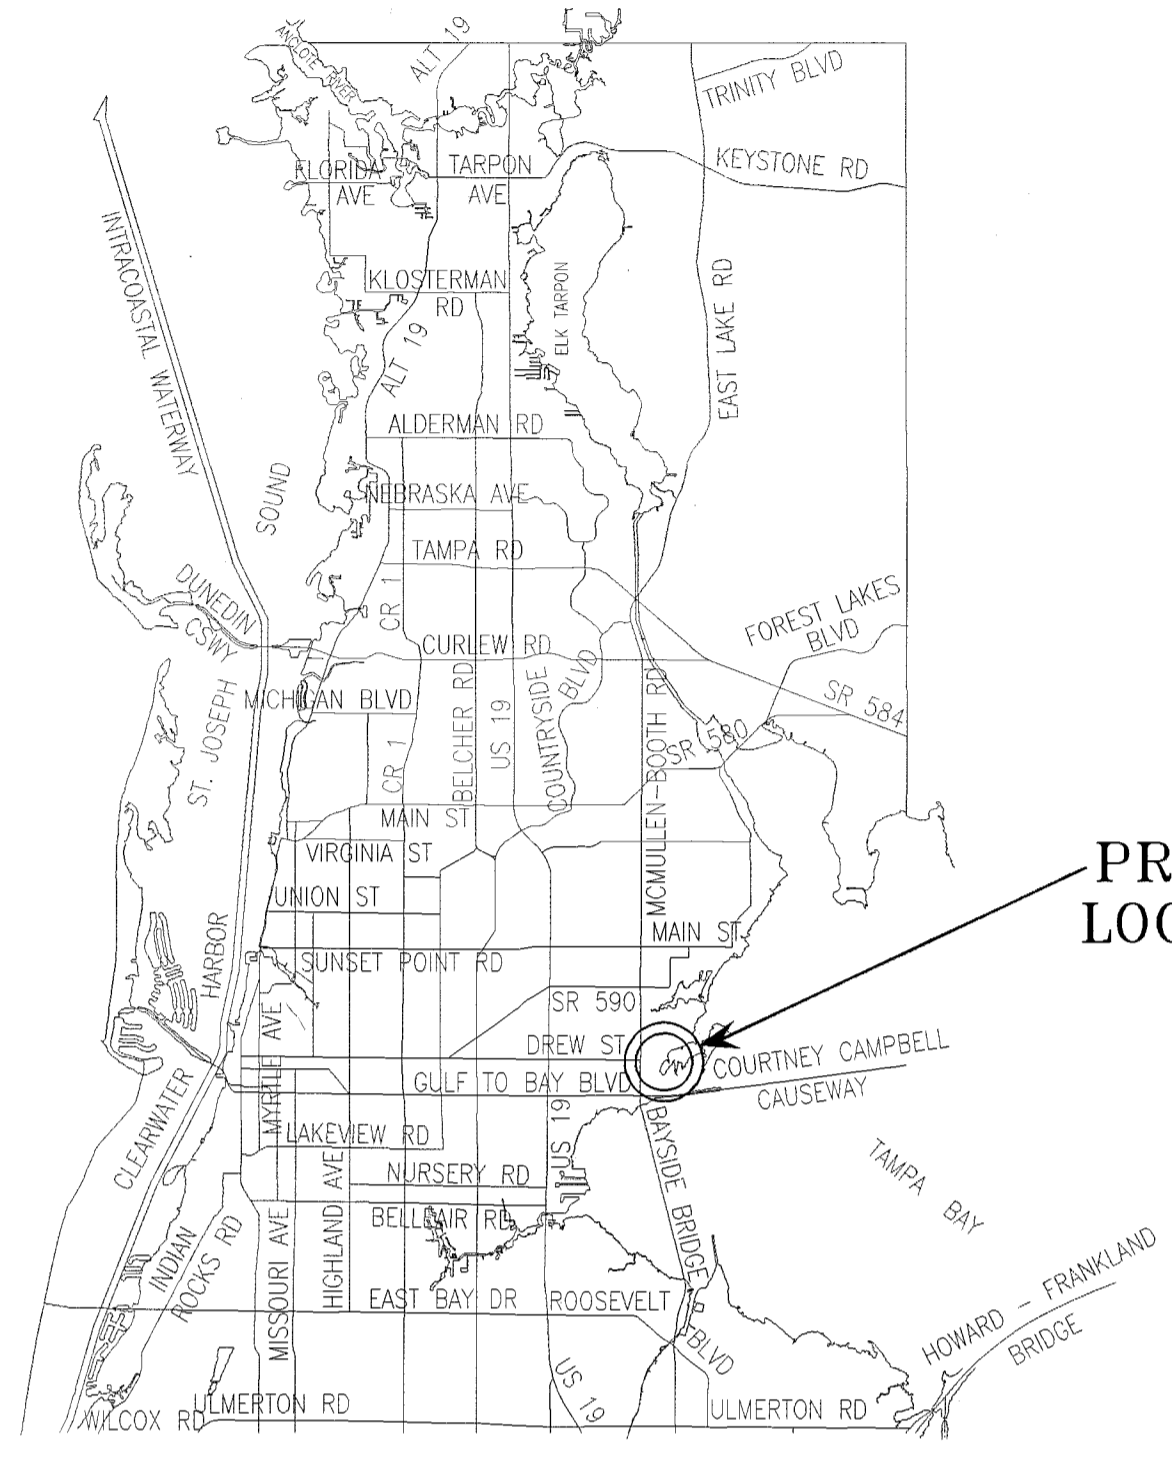 ANCLOTE RIVER
ALT 19
TRINITY BLVD
FLORIDA
AVE
TARPON
AVE
KEYSTONE RD
INTRACOASTAL WATERWAY
KLOSTERMAN
RD
ELK TARPON
EAST LAKE RD
ALT 19
ALDERMAN RD
SOUND
NEBRASKA AVE
TAMPA RD
DUNEDIN
CSWY
CR 1
FOREST LAKES
BLVD
CURLEW RD
ST. JOSEPH
MICHIGAN BLVD
BELCHER RD
US 19
COUNTRYSIDE
BLVD
MCMULLEN-BOOTH RD
SR 584
SR 580
CR 1
MAIN ST
VIRGINIA ST
PR
LOC
UNION ST
HARBOR
MAIN ST
SUNSET POINT RD
SR 590
MYRTLE AVE
DREW ST
COURTNEY CAMPBELL
CAUSEWAY
GULF TO BAY BLVD
CLEARWATER
LAKEVIEW RD
US 19
BAYSIDE BRIDGE
TAMPA BAY
NURSERY RD
HIGHLAND AVE
BELLEAIR RD
MISSOURI AVE
INDIAN
ROCKS RD
EAST BAY DR
ROOSEVELT
BLVD
HOWARD - FRANKLAND
BRIDGE
US 19
ULMERTON RD
WILCOX RD
ULMERTON RD